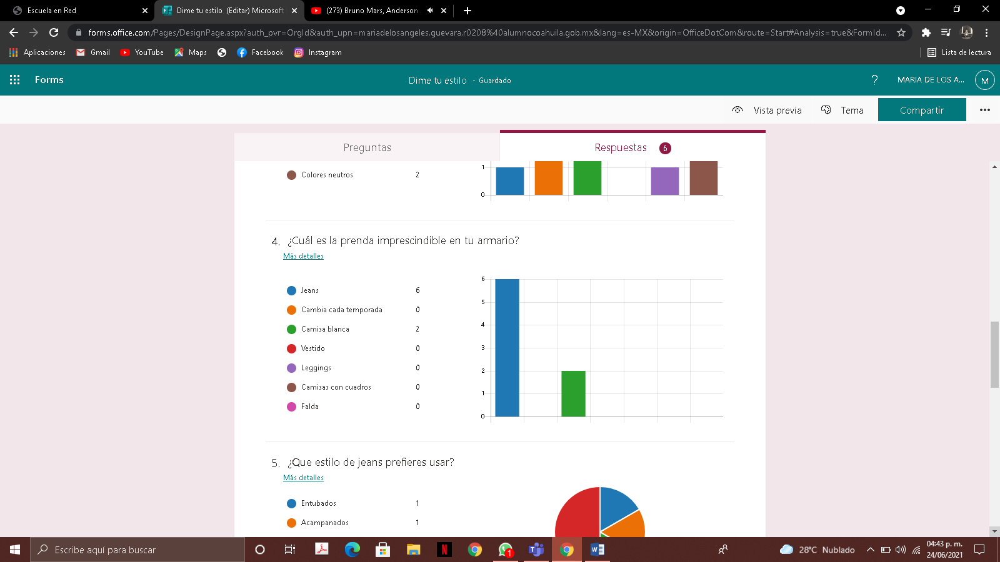 Escuela en Red
Dime tu estilo (Editar) Microsoft
(273) Bruno Mars, Anderson
forms.office.com/Pages/DesignPage.aspx?auth_pvr=OrgId&auth_upn=mariadelosangeles.guevara.r0208%40alumnocoahuila.gob.mx&lang=es-MX&origin=OfficeDotCom&route=Start#Analysis=true&FormId...
Aplicaciones Gmail YouTube Maps Facebook Instagram Lista de lectura
Forms Dime tu estilo - Guardado ? MARIA DE LOS A... M
Vista previa Tema Compartir
Preguntas Respuestas 6
Colores neutros 2
1
0
4. ¿Cuál es la prenda imprescindible en tu armario?
Más detalles
Jeans 6
Cambia cada temporada 0
Camisa blanca 2
Vestido 0
Leggings 0
Camisas con cuadros 0
Falda 0
6
5
4
3
2
1
0
5. ¿Que estilo de jeans prefieres usar?
Más detalles
Entubados 1
Acampanados 1
Escribe aquí para buscar
N
1
28°C Nublado
04:43 p. m.
24/06/2021